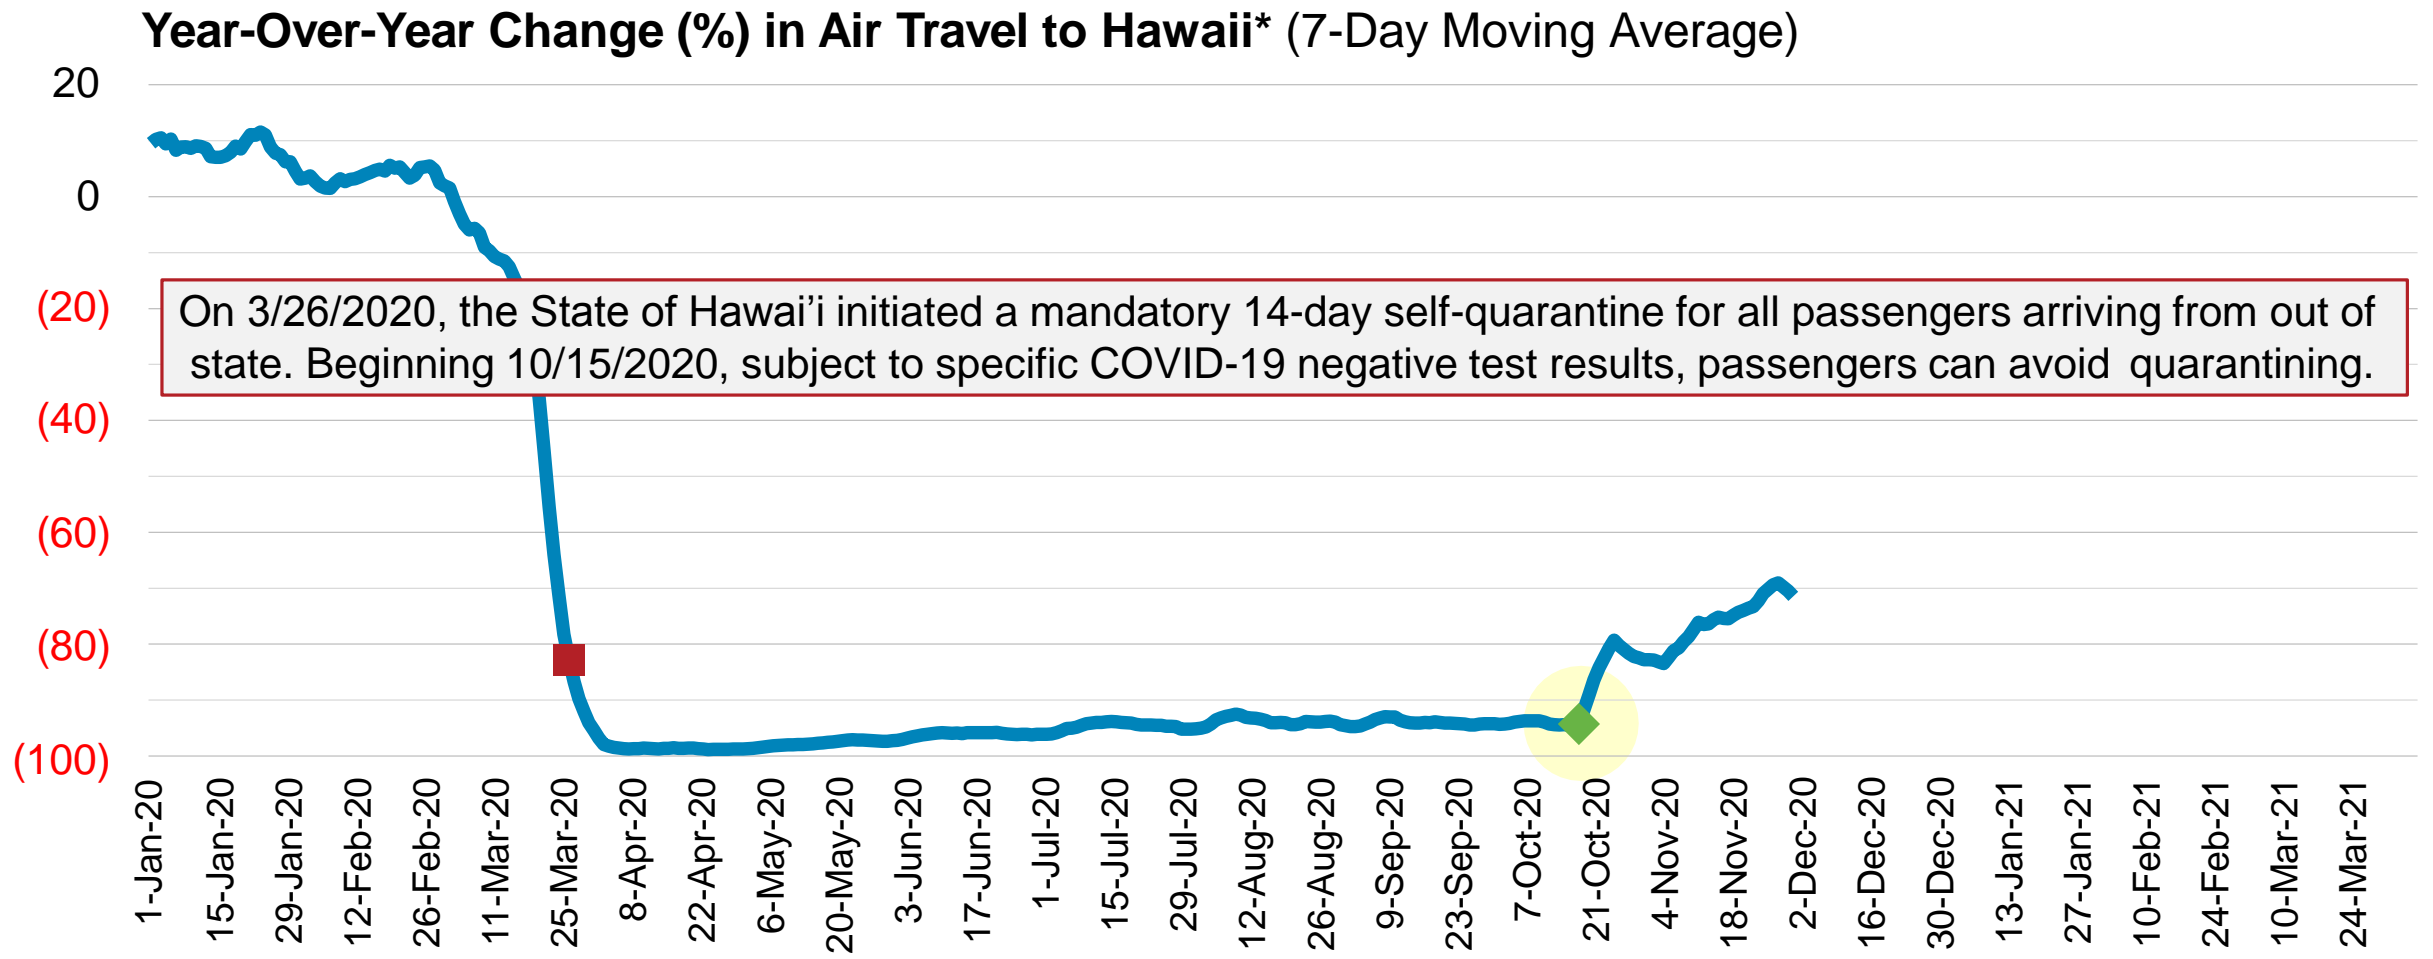 Year-Over-Year Change (%) in Air Travel to Hawaii* (7-Day Moving Average)
20
0
(20)
(40)
(60)
(80)
(100)
On 3/26/2020, the State of Hawai’i initiated a mandatory 14-day self-quarantine for all passengers arriving from out of
state. Beginning 10/15/2020, subject to specific COVID-19 negative test results, passengers can avoid quarantining.
1-Jan-20
15-Jan-20
29-Jan-20
12-Feb-20
26-Feb-20
11-Mar-20
25-Mar-20
8-Apr-20
22-Apr-20
6-May-20
20-May-20
3-Jun-20
17-Jun-20
1-Jul-20
15-Jul-20
29-Jul-20
12-Aug-20
26-Aug-20
9-Sep-20
23-Sep-20
7-Oct-20
21-Oct-20
4-Nov-20
18-Nov-20
2-Dec-20
16-Dec-20
30-Dec-20
13-Jan-21
27-Jan-21
10-Feb-21
24-Feb-21
10-Mar-21
24-Mar-21